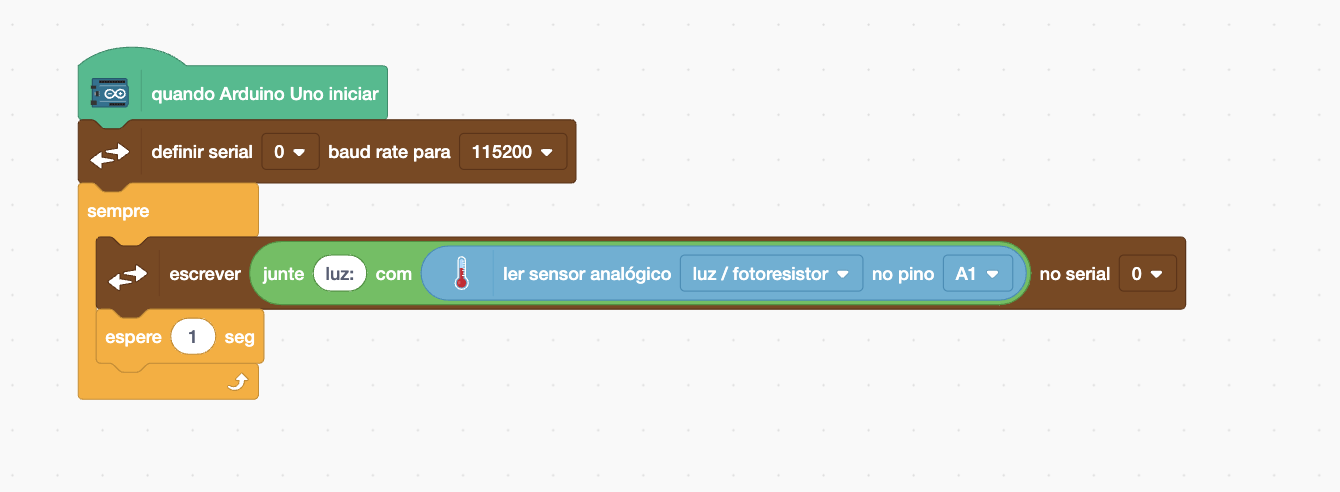 quando Arduino Uno iniciar
definir serial 0 baud rate para 115200
sempre
escrever junte luz: com ler sensor analógico luz / fotoresistor no pino A1 no serial 0
espere 1 seg